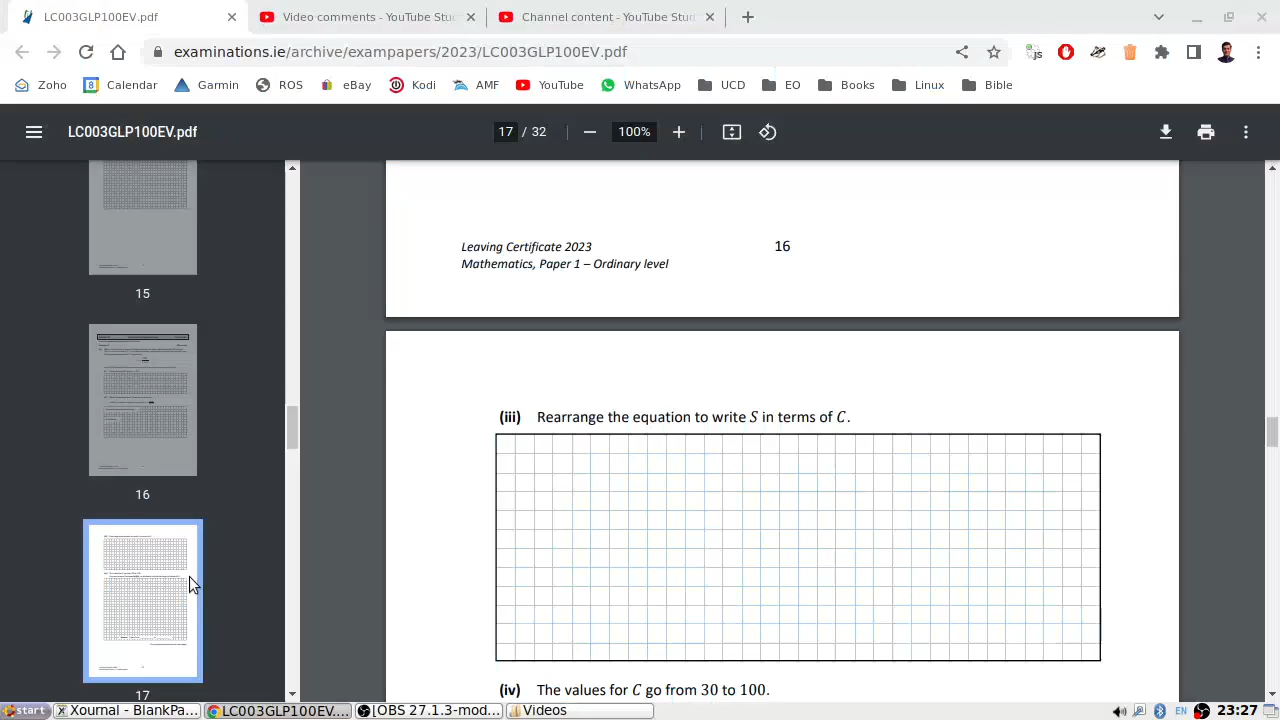 LC003GLP100EV.pdf
Video comments - YouTube Stu
Channel content - YouTube Stu
examinations.ie/archive/exampapers/2023/LC003GLP100EV.pdf
JS
Zoho
8 Calendar
Garmin
ROS
eBay
Kodi
AMF
YouTube
WhatsApp
UCD
EO
Books
Linux
Bible
LC003GLP100EV.pdf
17 / 32
100%
15
16
17
Leaving Certificate 2023
16
Mathematics, Paper 1 – Ordinary level
(iii) Rearrange the equation to write S in terms of C.
(iv) The values for C go from 30 to 100.
start
Xournal - BlankPa...
LC003GLP100EV....
[OBS 27.1.3-mod...
Videos
EN
23:27